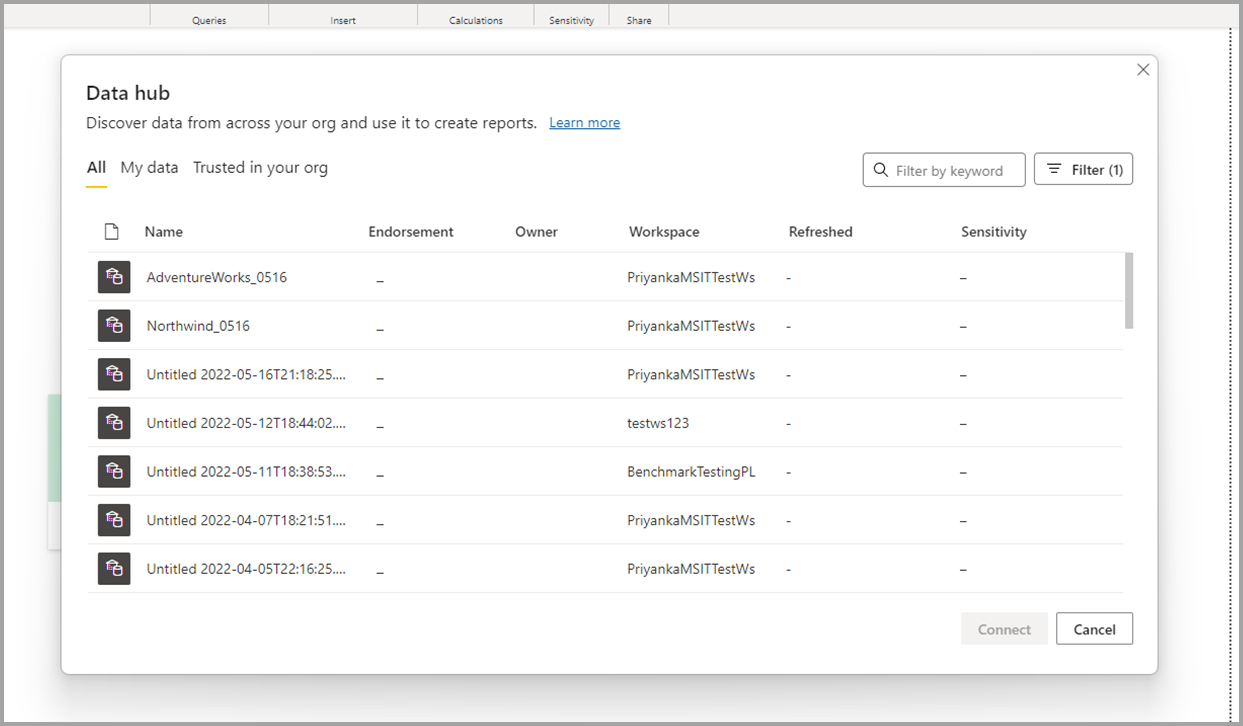 Queries Insert Calculations Sensitivity Share
Data hub
Discover data from across your org and use it to create reports. Learn more
All My data Trusted in your org Filter by keyword Filter (1)
Name Endorsement Owner Workspace Refreshed Sensitivity
AdventureWorks_0516 – PriyankaMSITTestWs - –
Northwind_0516 – PriyankaMSITTestWs - –
Untitled 2022-05-16T21:18:25.... – PriyankaMSITTestWs - –
Untitled 2022-05-12T18:44:02.... – testws123 - –
Untitled 2022-05-11T18:38:53.... – BenchmarkTestingPL - –
Untitled 2022-04-07T18:21:51.... – PriyankaMSITTestWs - –
Untitled 2022-04-05T22:16:25.... – PriyankaMSITTestWs - –
Connect Cancel